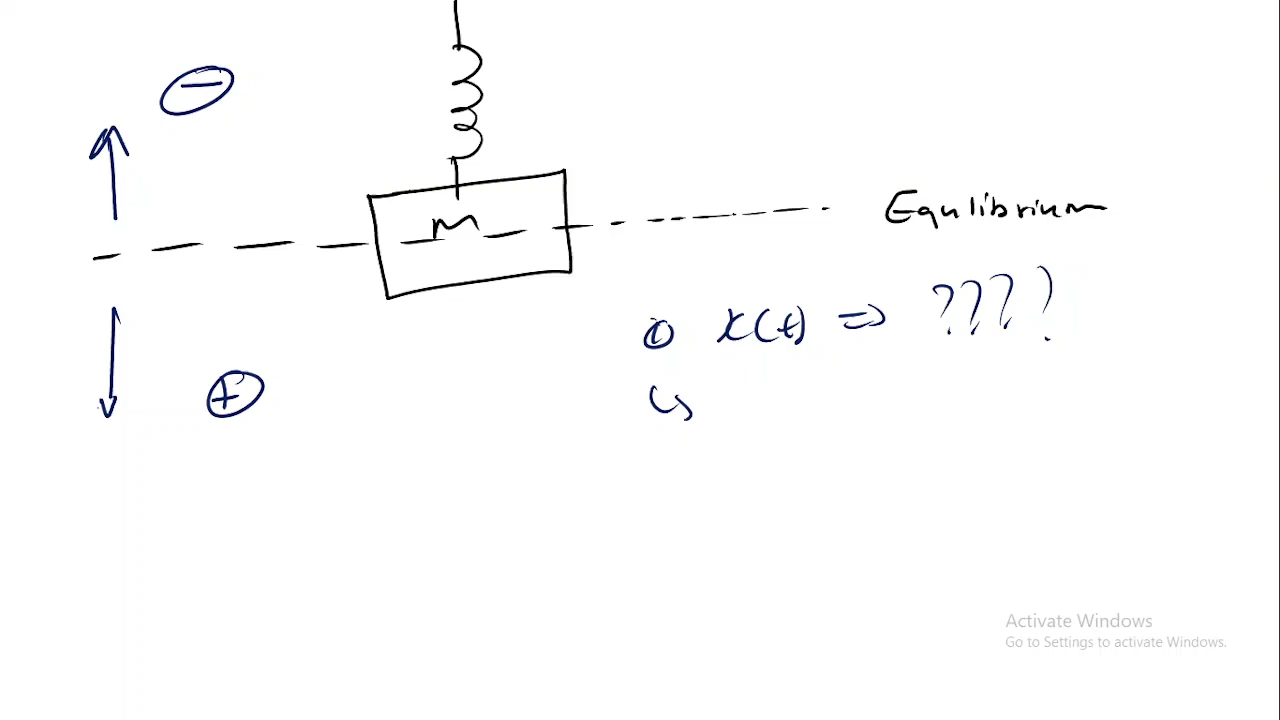 −
m
Equlibrium
① x(t) ⇒ ????
↳
+
Activate Windows
Go to Settings to activate Windows.